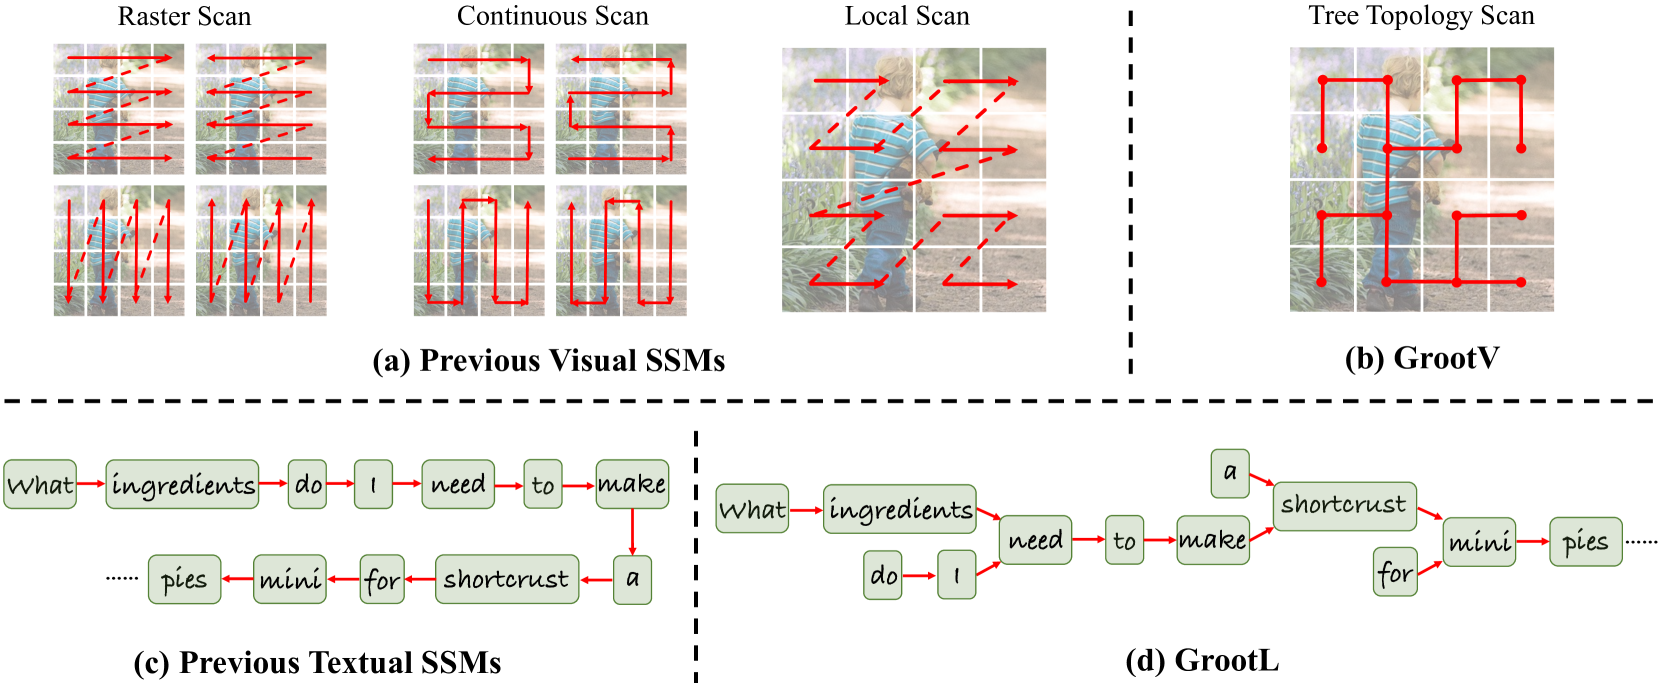 Raster Scan
Continuous Scan
Local Scan
Tree Topology Scan
(a) Previous Visual SSMs
(b) GrootV
What ingredients do I need to make
a shortcrust for mini pies ......
(c) Previous Textual SSMs
What ingredients do I need to make a shortcrust for mini pies ......
(d) GrootL